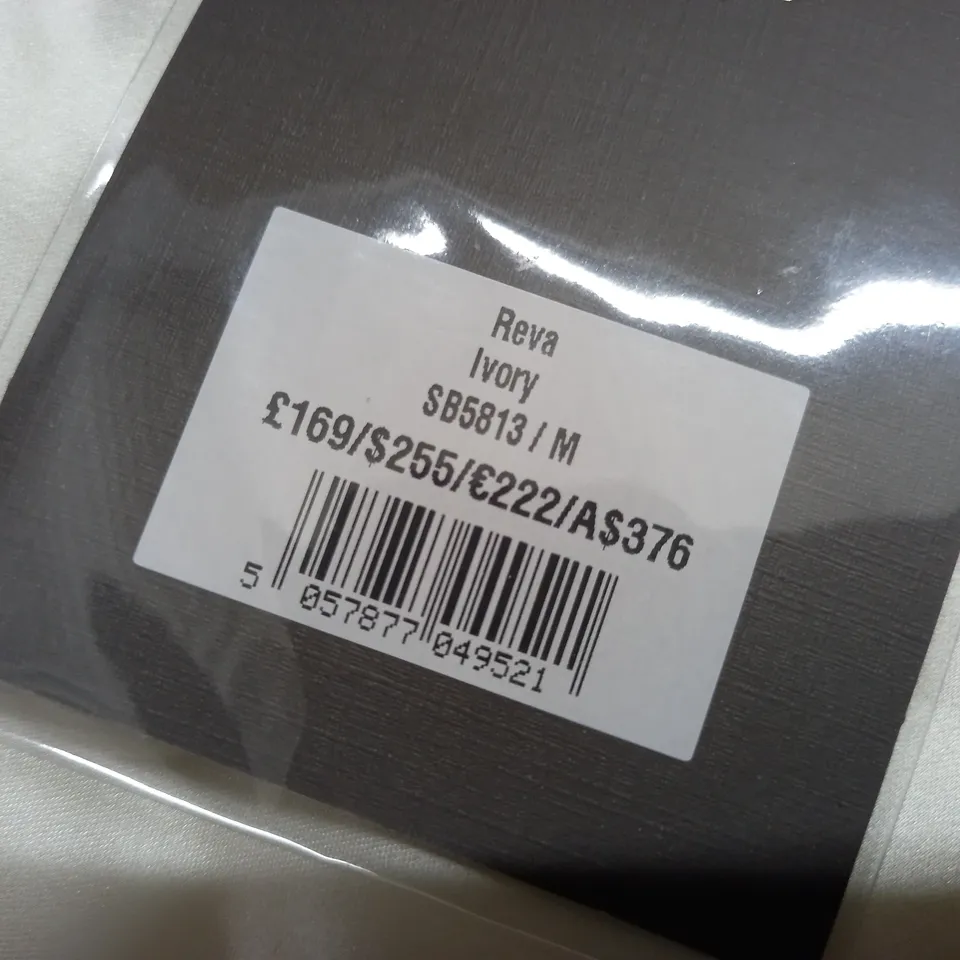 Reva
Ivory
SB5813 / M
£169/$255/€222/A$376
5 057877 049521